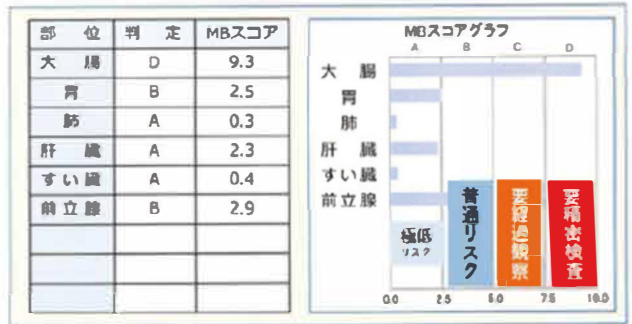 部 位 判 定 MBスコア
大 腸 D 9.3
胃 B 2.5
肺 A 0.3
肝 臓 A 2.3
すい臓 A 0.4
前立腺 B 2.9
MBスコアグラフ
A B C D
大 腸
胃
肺
肝 臓
すい臓
前立腺
極低
リスク
普通リスク
要経過観察
要精密検査
0.0 2.5 5.0 7.5 10.0